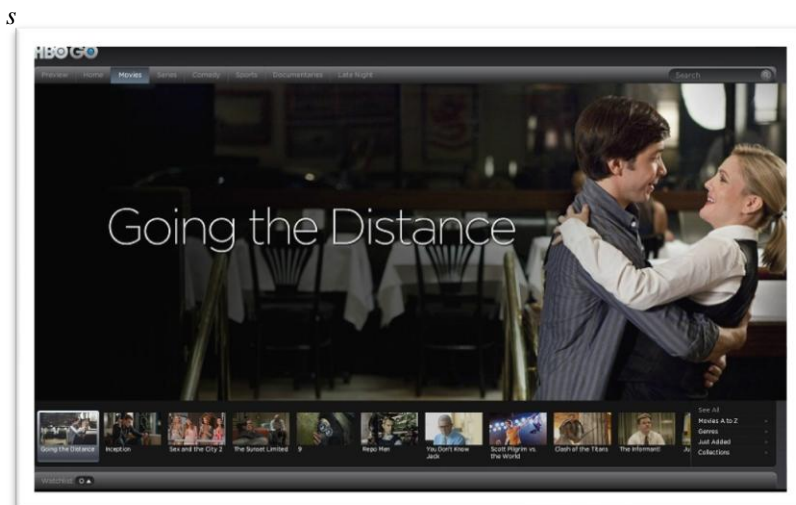 s
HBO GO
Preview Home Movies Series Comedy Sports Documentaries Late Night Search
Going the Distance
See All
Movies A to Z
Genres
Just Added
Collections
Going the Distance Inception Sex and the City 2 The Sunset Limited 9 Repo Men You Don't Know Jack Scott Pilgrim vs. the World Clash of the Titans The Informant! Ju
Watchlist 0